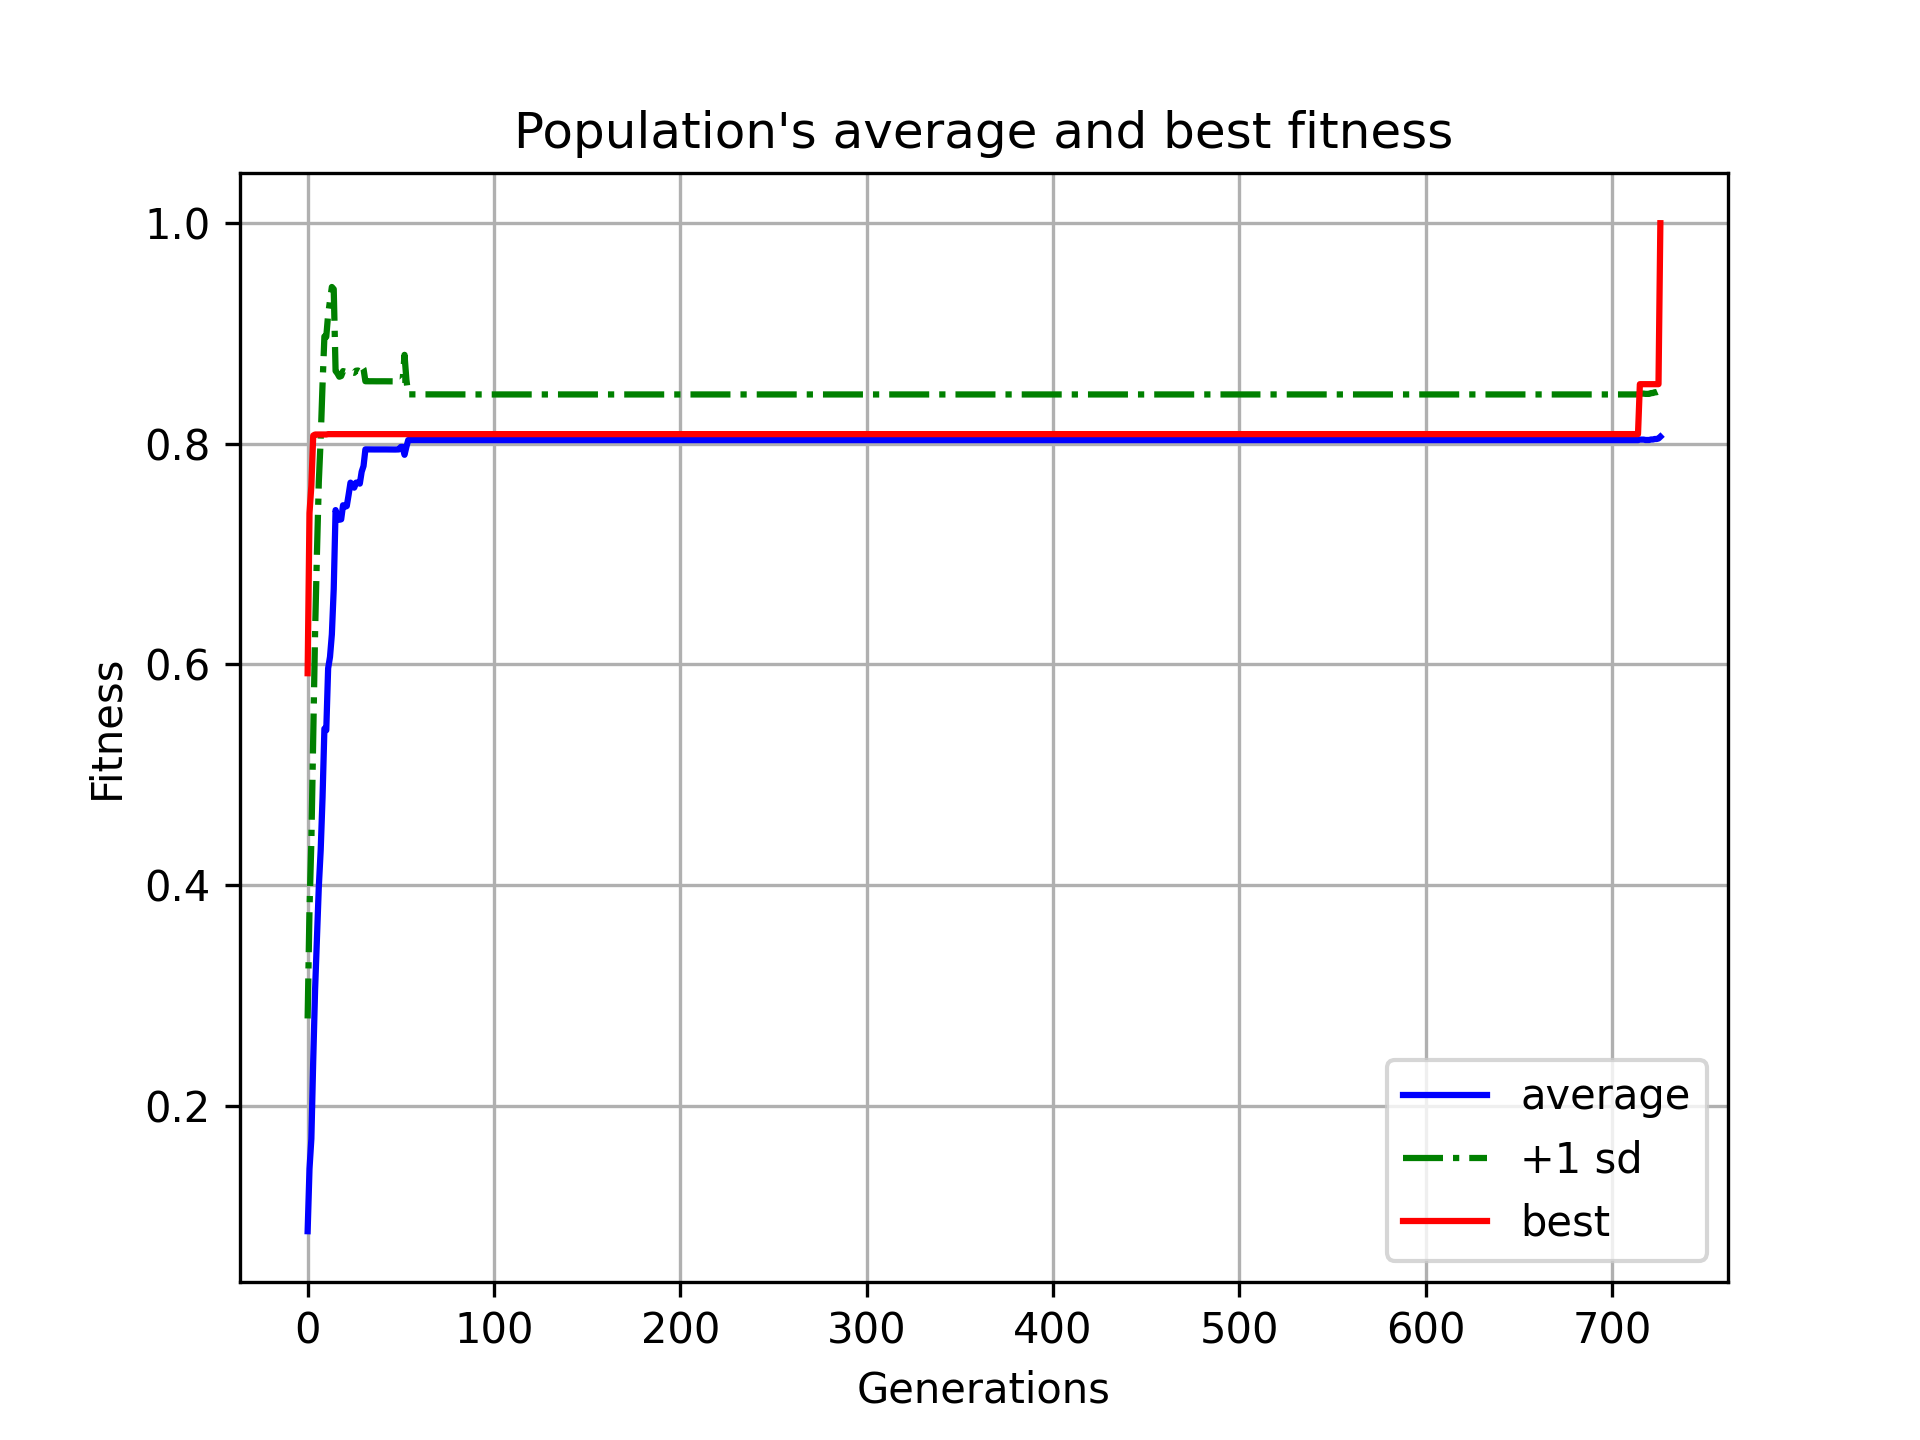 Population's average and best fitness
1.0
0.8
0.6
0.4
0.2
Fitness
0 100 200 300 400 500 600 700
Generations
average
+1 sd
best